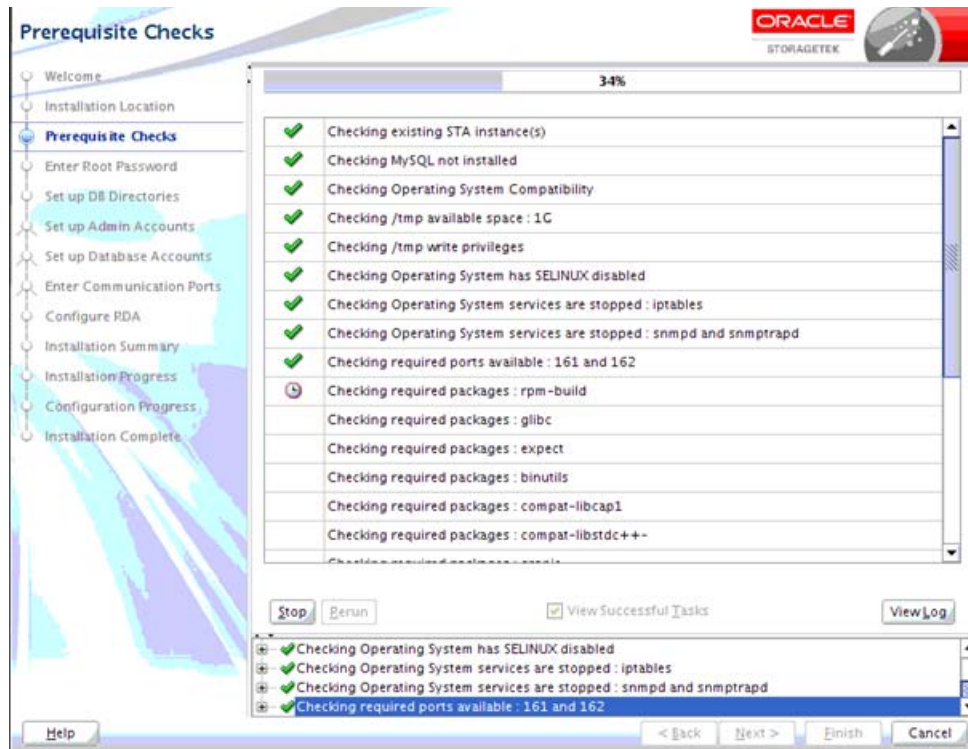 Prerequisite Checks
ORACLE
STORAGETEK
Welcome
Installation Location
Prerequisite Checks
Enter Root Password
Set up DB Directories
Set up Admin Accounts
Set up Database Accounts
Enter Communication Ports
Configure RDA
Installation Summary
Installation Progress
Configuration Progress
Installation Complete
34%
Checking existing STA instance(s)
Checking MySQL not installed
Checking Operating System Compatibility
Checking /tmp available space : 1G
Checking /tmp write privileges
Checking Operating System has SELINUX disabled
Checking Operating System services are stopped : iptables
Checking Operating System services are stopped : snmpd and snmptrapd
Checking required ports available : 161 and 162
Checking required packages : rpm-build
Checking required packages : glibc
Checking required packages : expect
Checking required packages : binutils
Checking required packages : compat-libcap1
Checking required packages : compat-libstdc++-
Checking required packages :
Stop Rerun View Successful Tasks View Log
Checking Operating System has SELINUX disabled
Checking Operating System services are stopped : iptables
Checking Operating System services are stopped : snmpd and snmptrapd
Checking required ports available : 161 and 162
Help < Back Next > Finish Cancel